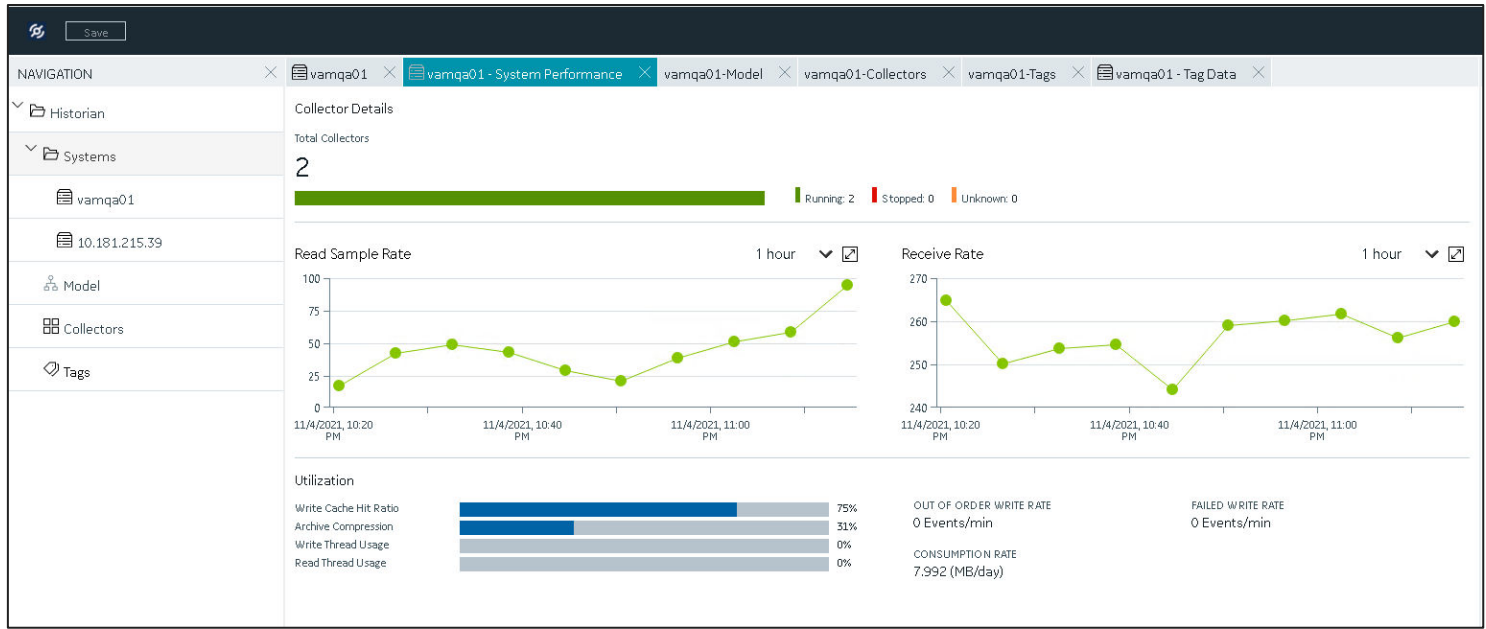 Save
NAVIGATION
vamqa01
vamqa01 - System Performance
vamqa01-Model
vamqa01-Collectors
vamqa01-Tags
vamqa01 - Tag Data
Historian
Systems
vamqa01
10.181.215.39
Model
Collectors
Tags
Collector Details
Total Collectors
2
Running: 2 Stopped: 0 Unknown: 0
Read Sample Rate 1 hour
100
75
50
25
0
11/4/2021, 10:20 PM
11/4/2021, 10:40 PM
11/4/2021, 11:00 PM
Receive Rate 1 hour
270
260
250
240
11/4/2021, 10:20 PM
11/4/2021, 10:40 PM
11/4/2021, 11:00 PM
Utilization
Write Cache Hit Ratio 75%
Archive Compression 31%
Write Thread Usage 0%
Read Thread Usage 0%
OUT OF ORDER WRITE RATE
0 Events/min
FAILED WRITE RATE
0 Events/min
CONSUMPTION RATE
7.992 (MB/day)